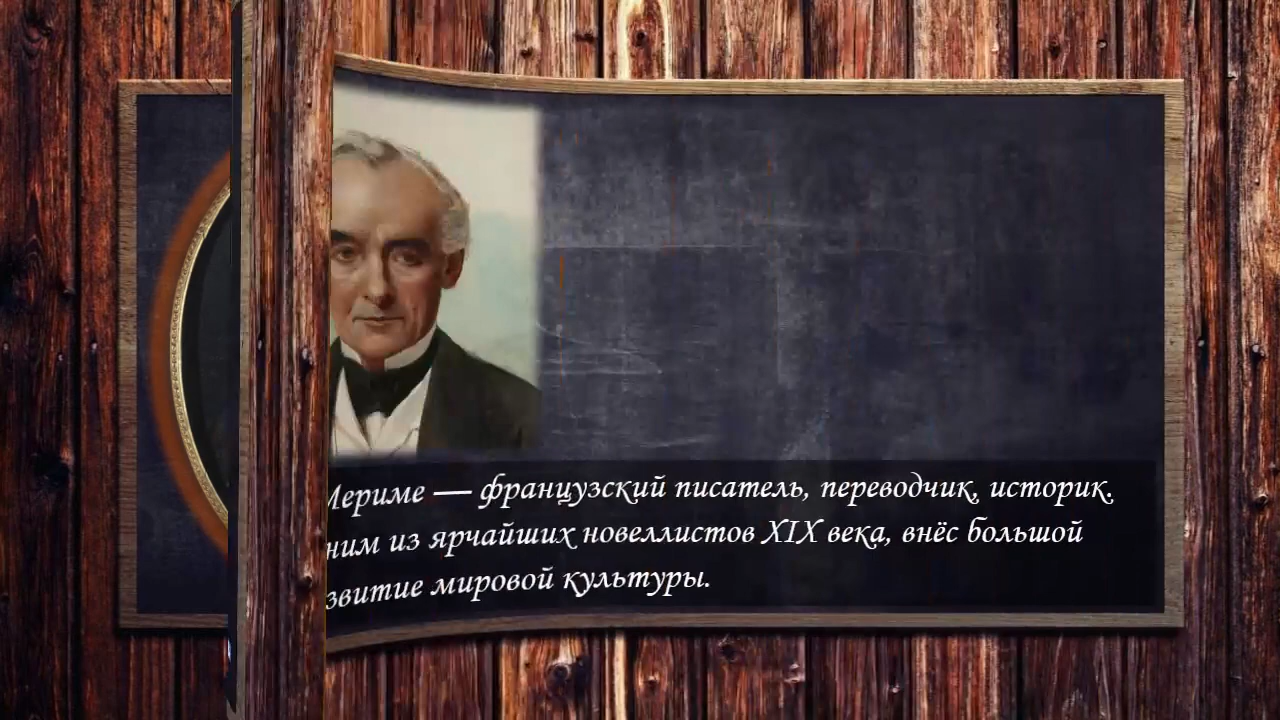 Мериме — французский писатель, переводчик, историк.
ним из ярчайших новеллистов XIX века, внёс большой
звитие мировой культуры.